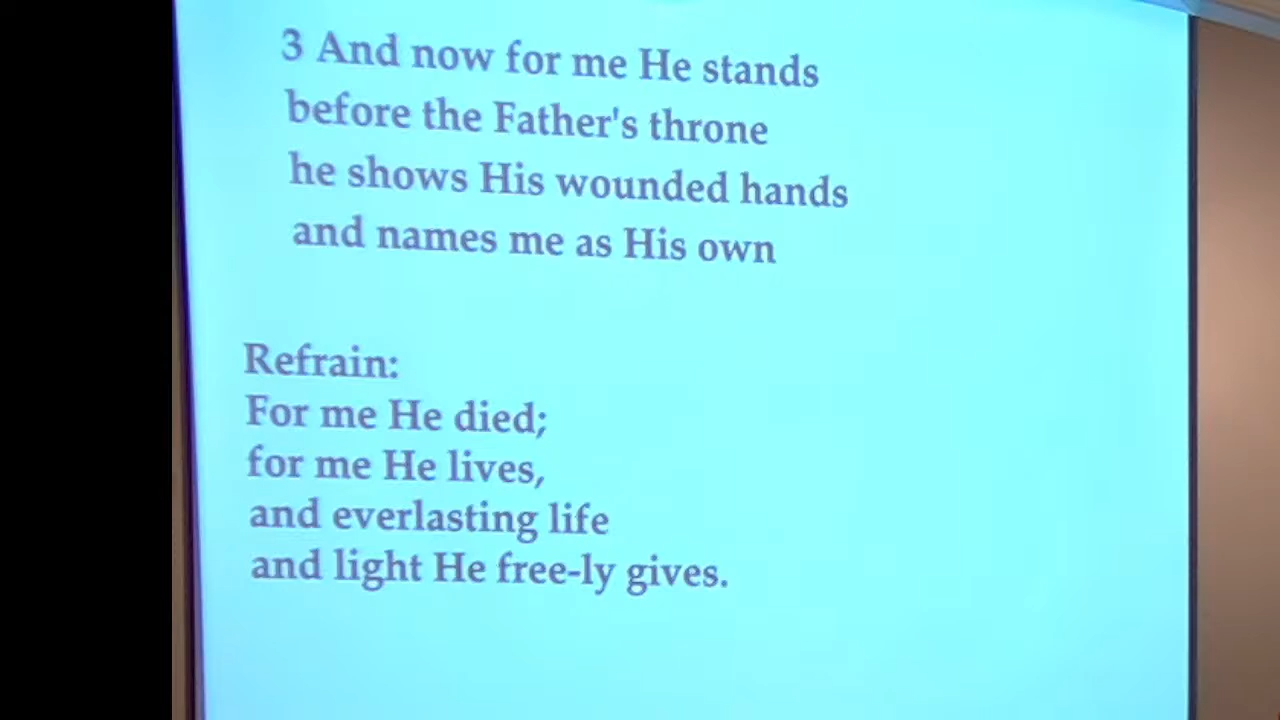 3 And now for me He stands
before the Father's throne
he shows His wounded hands
and names me as His own
Refrain:
For me He died;
for me He lives,
and everlasting life
and light He free-ly gives.